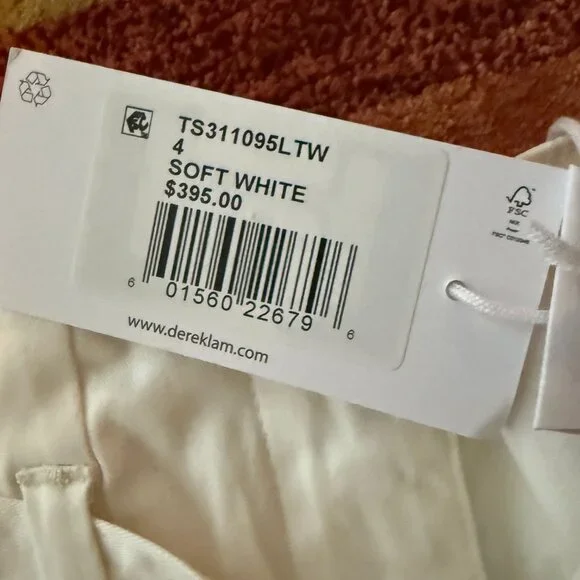 TS311095LTW
4
SOFT WHITE
$395.00
6 01560 22679 6
www.dereklam.com
FSC